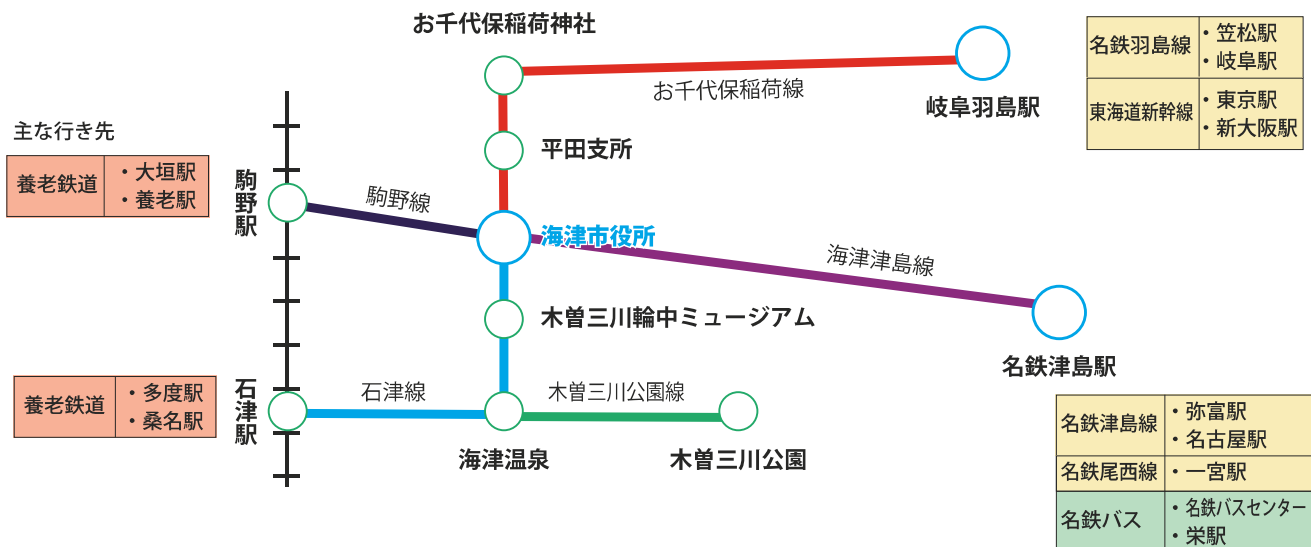 お千代保稲荷神社
お千代保稲荷線
岐阜羽島駅
名鉄羽島線
・笠松駅
・岐阜駅
東海道新幹線
・東京駅
・新大阪駅
主な行き先
養老鉄道
・大垣駅
・養老駅
駒野駅
駒野線
平田支所
海津市役所
海津津島線
木曽三川輪中ミュージアム
名鉄津島駅
養老鉄道
・多度駅
・桑名駅
石津駅
石津線
木曽三川公園線
海津温泉
木曽三川公園
名鉄津島線
・弥富駅
・名古屋駅
名鉄尾西線
・一宮駅
名鉄バス
・名鉄バスセンター
・栄駅